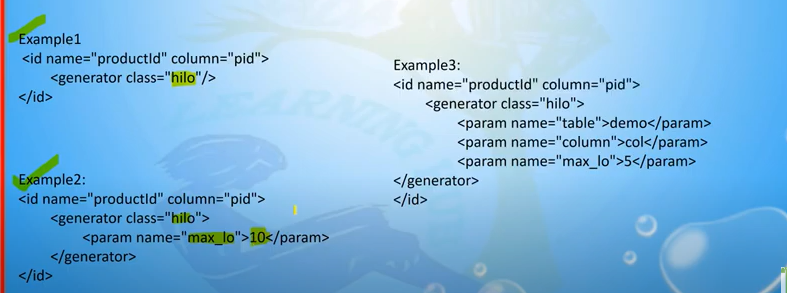 Example1
<id name="productId" column="pid">
<generator class="hilo"/>
</id>
Example2:
<id name="productId" column="pid">
<generator class="hilo">
<param name="max_lo">10</param>
</generator>
</id>
Example3:
<id name="productId" column="pid">
<generator class="hilo">
<param name="table">demo</param>
<param name="column">col</param>
<param name="max_lo">5</param>
</generator>
</id>
LEARNING